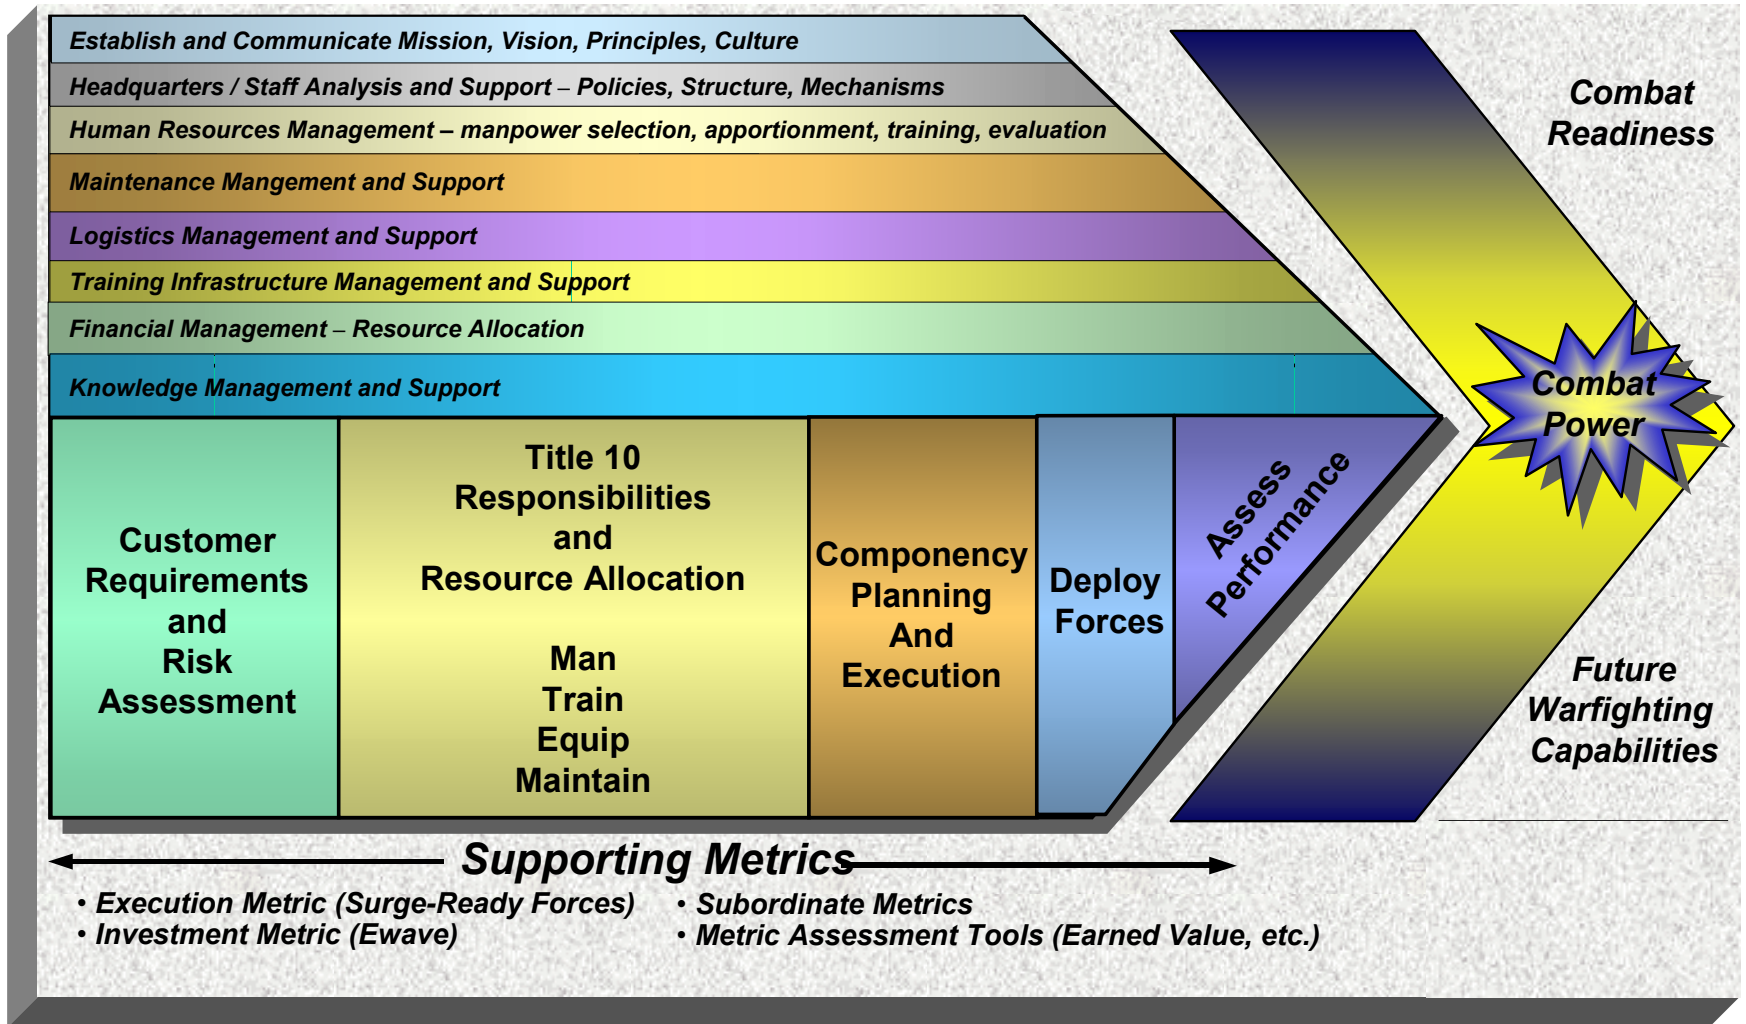 Establish and Communicate Mission, Vision, Principles, Culture
Headquarters / Staff Analysis and Support – Policies, Structure, Mechanisms
Human Resources Management – manpower selection, apportionment, training, evaluation
Maintenance Mangement and Support
Logistics Management and Support
Training Infrastructure Management and Support
Financial Management – Resource Allocation
Knowledge Management and Support
Customer
Requirements
and
Risk
Assessment
Title 10
Responsibilities
and
Resource Allocation
Man
Train
Equip
Maintain
Componency
Planning
And
Execution
Deploy
Forces
Assess
Performance
Combat
Readiness
Combat
Power
Future
Warfighting
Capabilities
Supporting Metrics
• Execution Metric (Surge-Ready Forces)
• Investment Metric (Ewave)
• Subordinate Metrics
• Metric Assessment Tools (Earned Value, etc.)